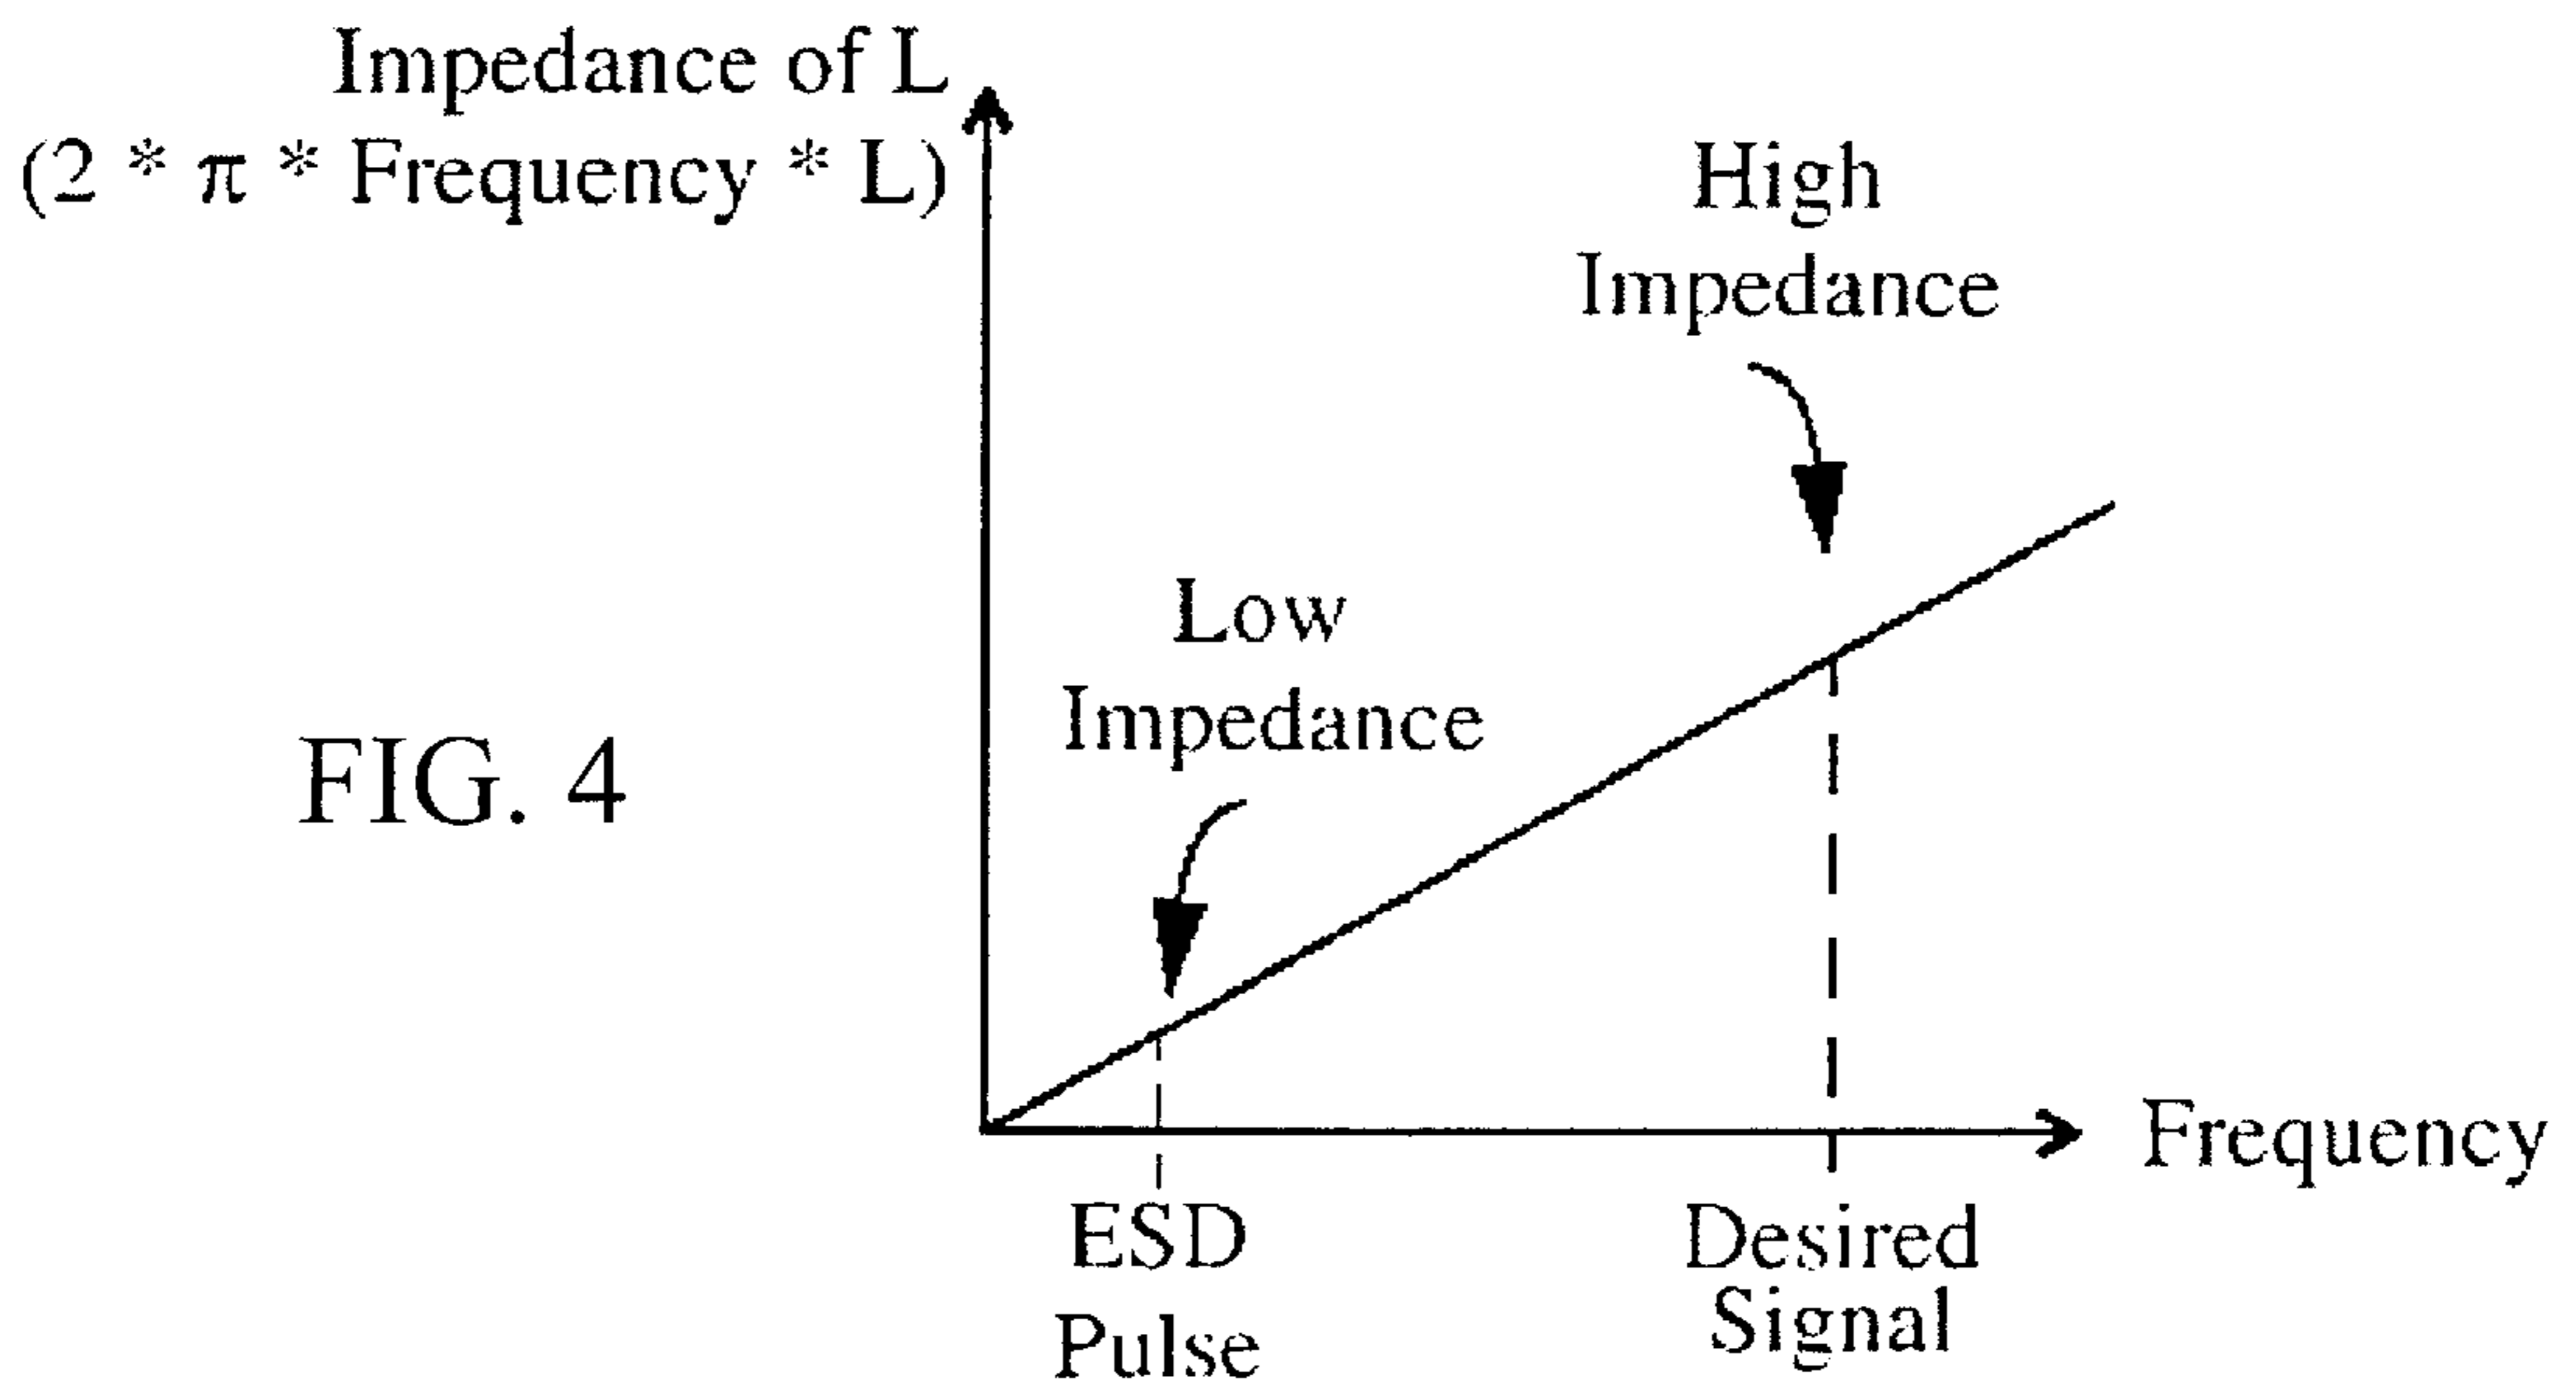 Impedance of L
(2 * π * Frequency * L)
High
Impedance
Low
Impedance
FIG. 4
Frequency
ESD
Pulse
Desired
Signal